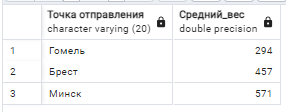 Точка отправления Средний_вес
character varying (20) double precision
1 Гомель 294
2 Брест 457
3 Минск 571